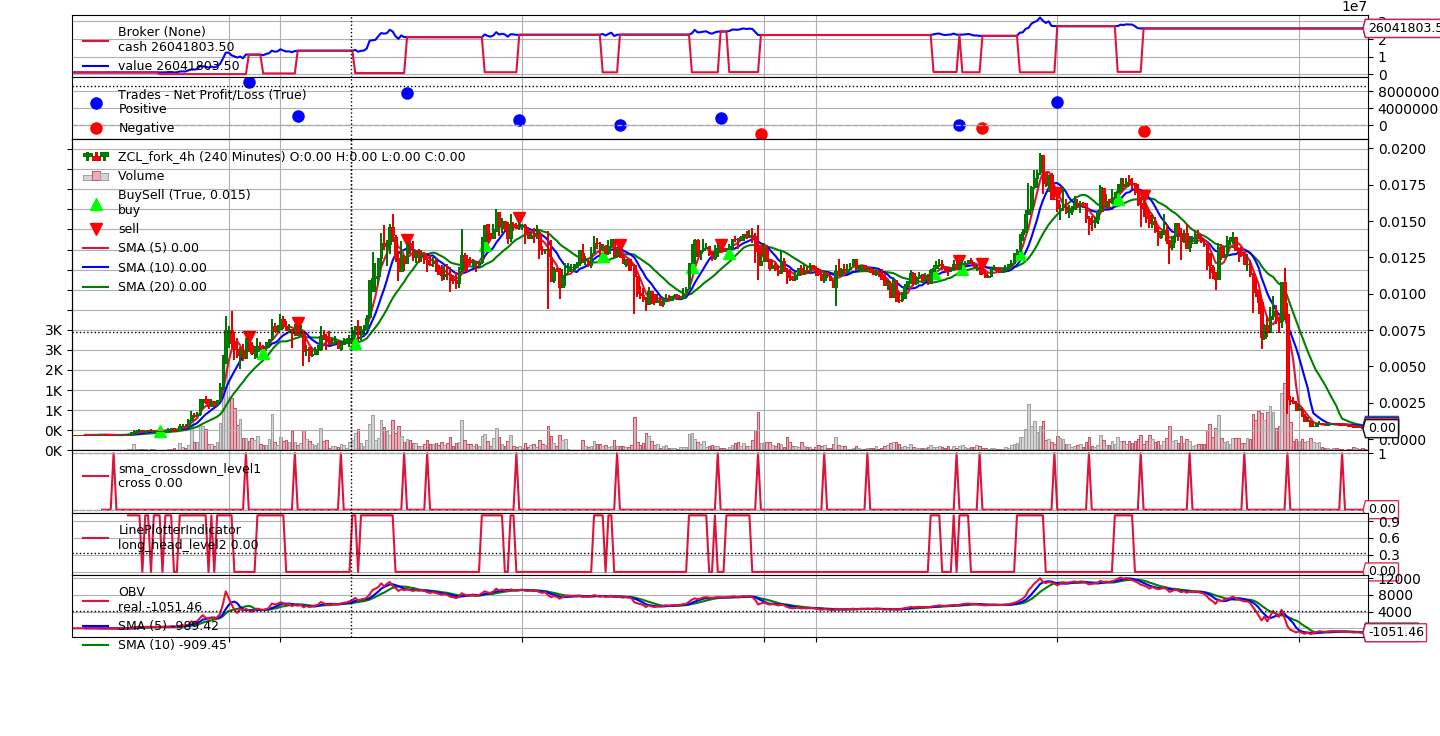 1e7
Broker (None)
cash 26041803.50
value 26041803.50
26041803.5
2
1
0
Trades - Net Profit/Loss (True)
Positive
Negative
8000000
4000000
0
ZCL_fork_4h (240 Minutes) O:0.00 H:0.00 L:0.00 C:0.00
Volume
BuySell (True, 0.015)
buy
sell
SMA (5) 0.00
SMA (10) 0.00
SMA (20) 0.00
3K
3K
2K
1K
1K
0K
0K
0.0200
0.0175
0.0150
0.0125
0.0100
0.0075
0.0050
0.0025
0.00
sma_crossdown_level1
cross 0.00
1
0.00
LinePlotterIndicator
long_head_level2 0.00
0.9
0.6
0.3
0.00
OBV
real -1051.46
SMA (5) -989.42
SMA (10) -909.45
12000
8000
4000
-1051.46